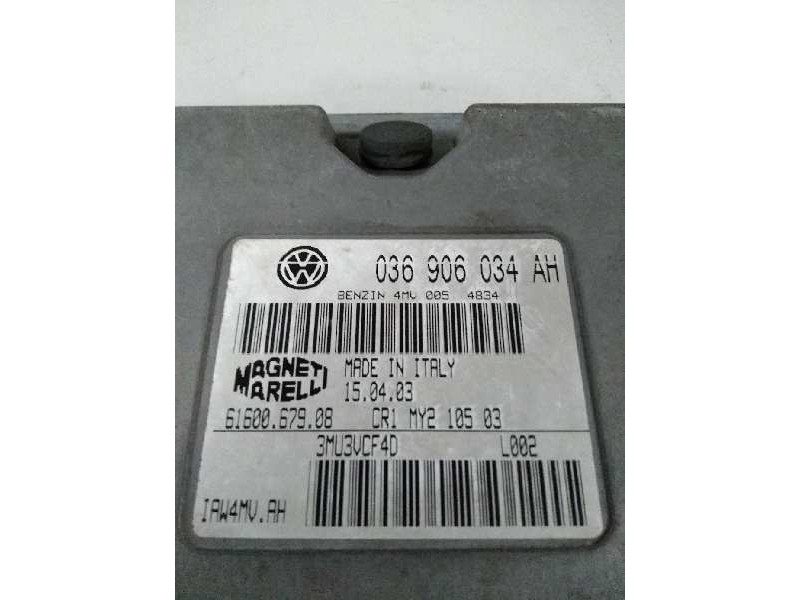 036 906 034 AH
BENZIN 4MV 005 4834
MAGNETI MARELLI
MADE IN ITALY
15.04.03
61600.679.08 CR1 MY2 105 03
3MU3VCF4D L002
IAW4MV.AH